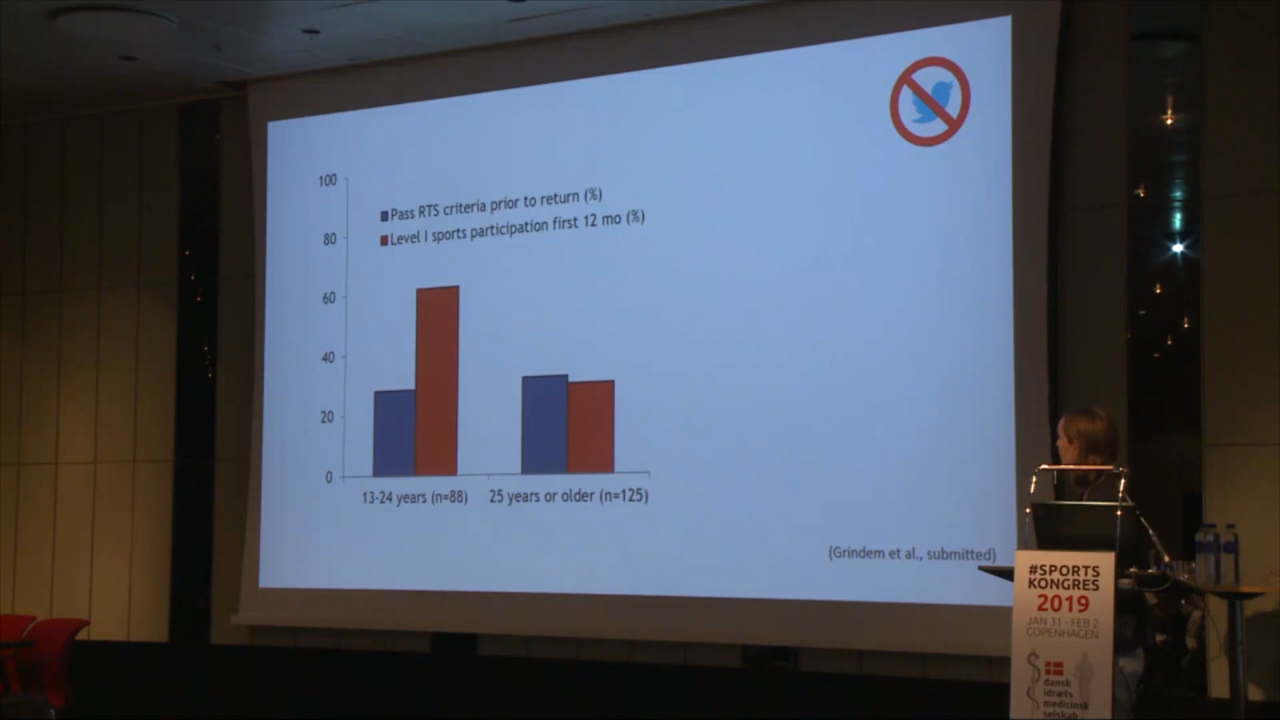 100
80
60
40
20
0
Pass RTS criteria prior to return (%)
Level I sports participation first 12 mo (%)
13-24 years (n=88)
25 years or older (n=125)
(Grindem et al., submitted)
#SPORTS
KONGRES
2019
JAN 31 - FEB 2
COPENHAGEN
dansk
idræts
medicinsk
selskab